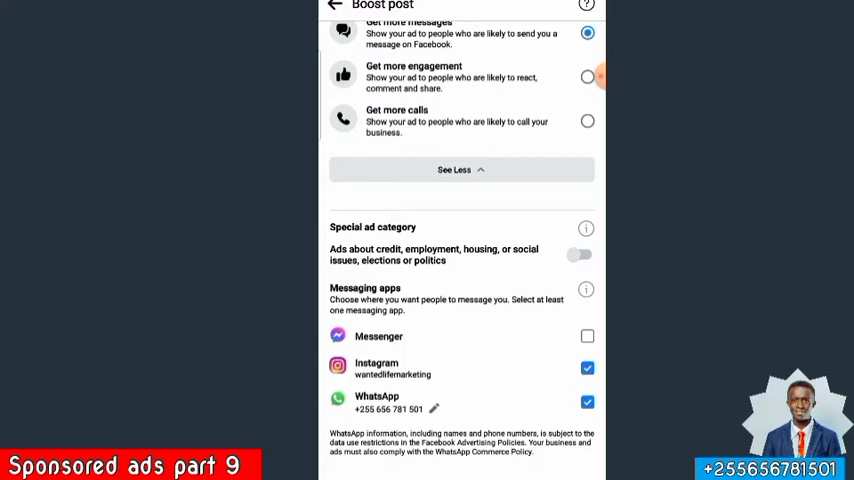 Boost post
Get more messages
Show your ad to people who are likely to send you a
message on Facebook.
Get more engagement
Show your ad to people who are likely to react,
comment and share.
Get more calls
Show your ad to people who are likely to call your
business.
See Less
Special ad category
Ads about credit, employment, housing, or social
issues, elections or politics
Messaging apps
Choose where you want people to message you. Select at least
one messaging app.
Messenger
Instagram
wantedlifemarketing
WhatsApp
+255 656 781 501
WhatsApp information, including names and phone numbers, is subject to the
data use restrictions in the Facebook Advertising Policies. Your business and
ads must also comply with the WhatsApp Commerce Policy.
Sponsored ads part 9
+255656781501